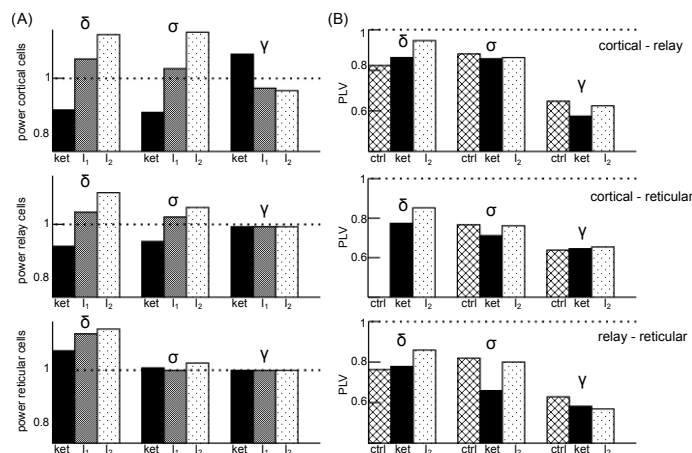 (A)
(B)
power cortical cells
1
0.8
δ
σ
γ
ket I₁ I₂ ket I₁ I₂ ket I₁ I₂
power relay cells
1
0.8
δ
σ
γ
ket I₁ I₂ ket I₁ I₂ ket I₁ I₂
power reticular cells
1
0.8
δ
σ
γ
ket I₁ I₂ ket I₁ I₂ ket I₁ I₂
cortical - relay
PLV
0.8
0.6
δ
σ
γ
ctrl ket I₂ ctrl ket I₂ ctrl ket I₂
cortical - reticular
PLV
0.8
0.6
δ
σ
γ
ctrl ket I₂ ctrl ket I₂ ctrl ket I₂
relay - reticular
PLV
0.8
0.6
δ
σ
γ
ctrl ket I₂ ctrl ket I₂ ctrl ket I₂